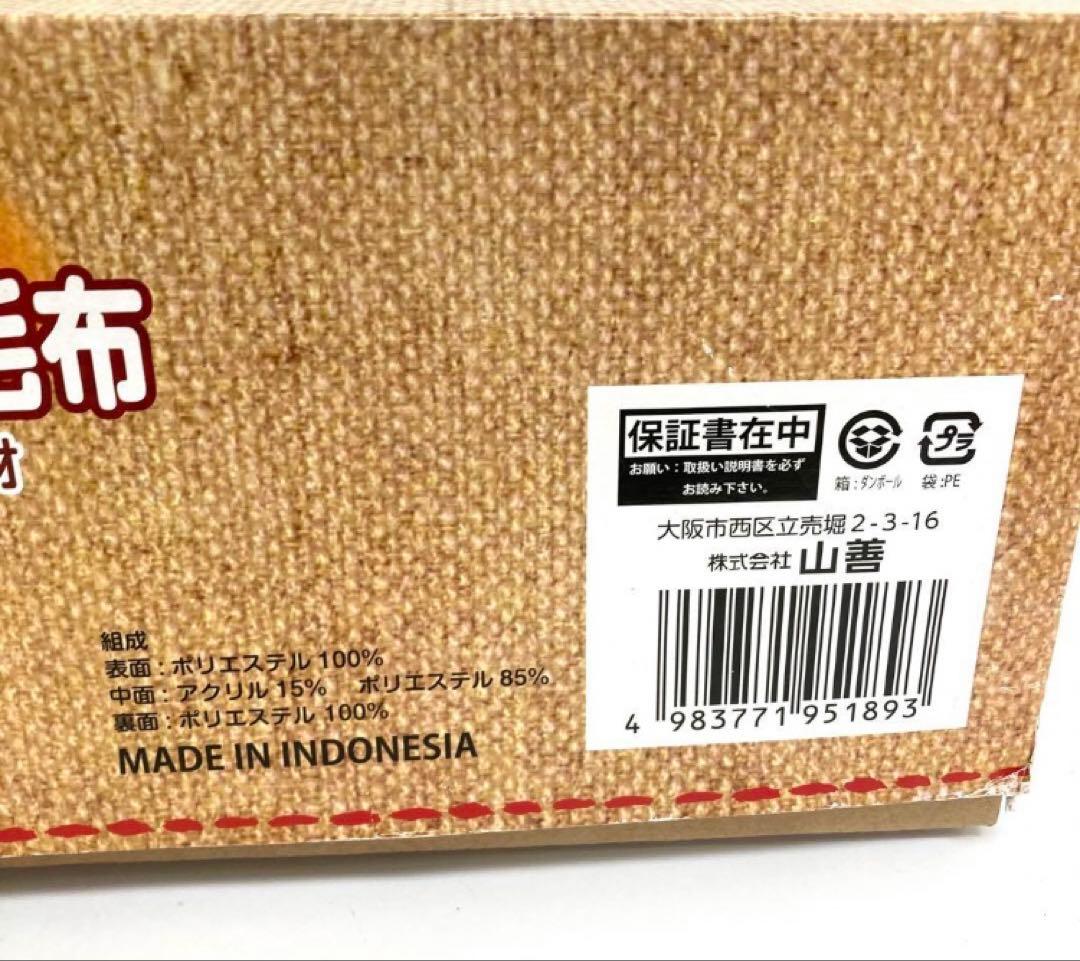 毛布
材
保証書在中
お願い：取扱い説明書を必ず
お読み下さい。
プラ
箱：ダンボール 袋：PE
大阪市西区立売堀2-3-16
株式会社 山善
4 983771 951893
組成
表面：ポリエステル 100%
中面：アクリル 15% ポリエステル 85%
裏面：ポリエステル 100%
MADE IN INDONESIA